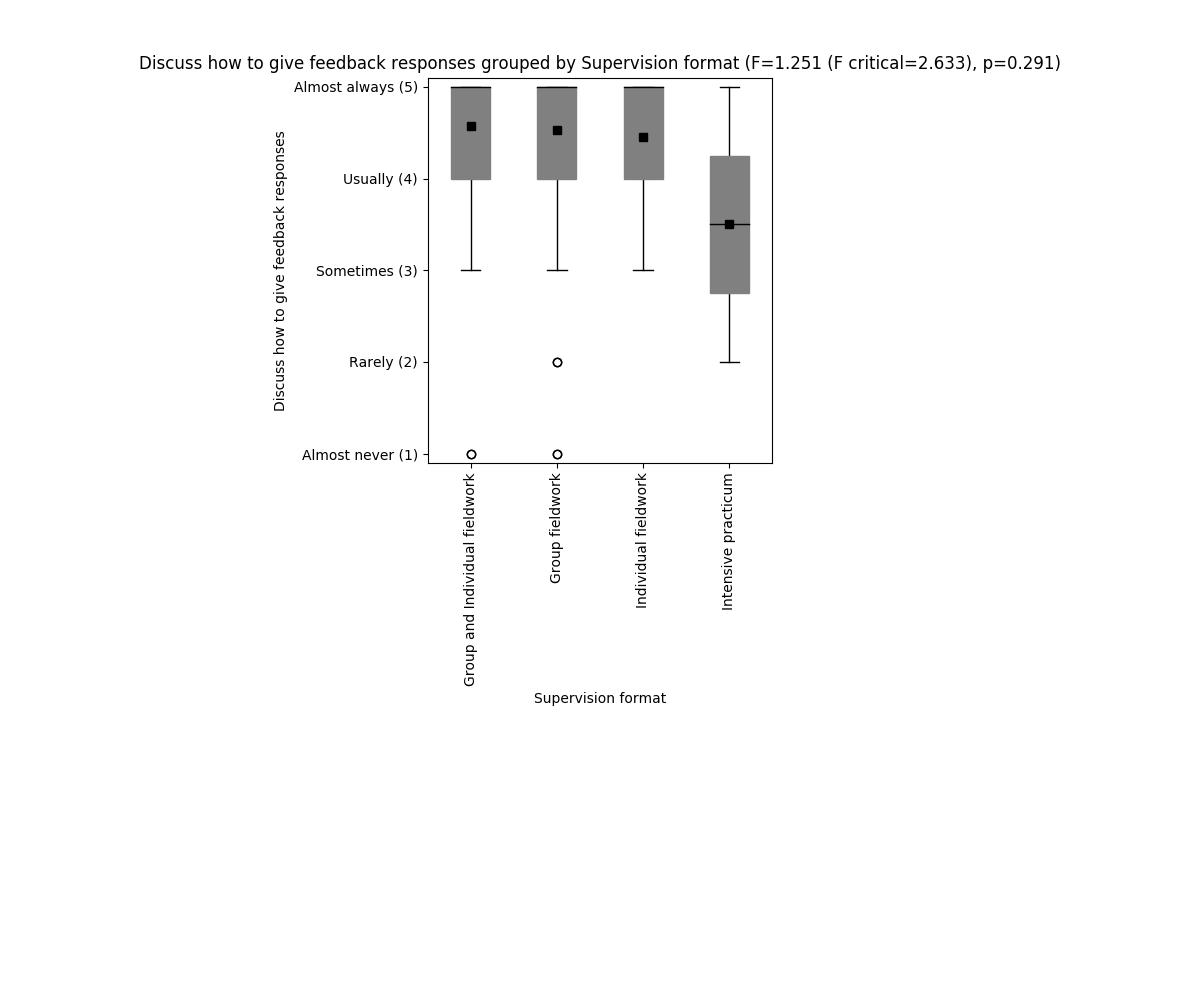 Discuss how to give feedback responses grouped by Supervision format (F=1.251 (F critical=2.633), p=0.291)
Discuss how to give feedback responses
Almost always (5)
Usually (4)
Sometimes (3)
Rarely (2)
Almost never (1)
Group and Individual fieldwork
Group fieldwork
Individual fieldwork
Intensive practicum
Supervision format